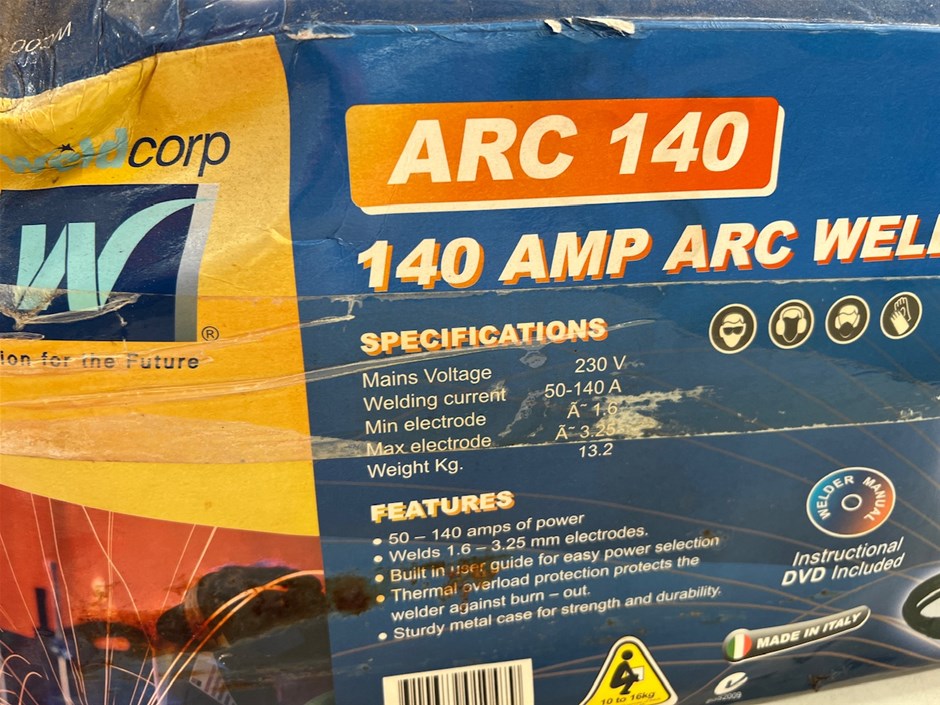 weldcorp
W
®
ion for the Future
ARC 140
140 AMP ARC WEL
SPECIFICATIONS
Mains Voltage 230 V
Welding current 50-140 A
Min electrode Ã˜ 1.6
Max electrode Ã˜ 3.25
Weight Kg. 13.2
FEATURES
• 50 – 140 amps of power
• Welds 1.6 – 3.25 mm electrodes.
• Built in user guide for easy power selection
• Thermal overload protection protects the
welder against burn – out.
• Sturdy metal case for strength and durability.
WELDER MANUAL
Instructional
DVD Included
MADE IN ITALY
10 to 16kg